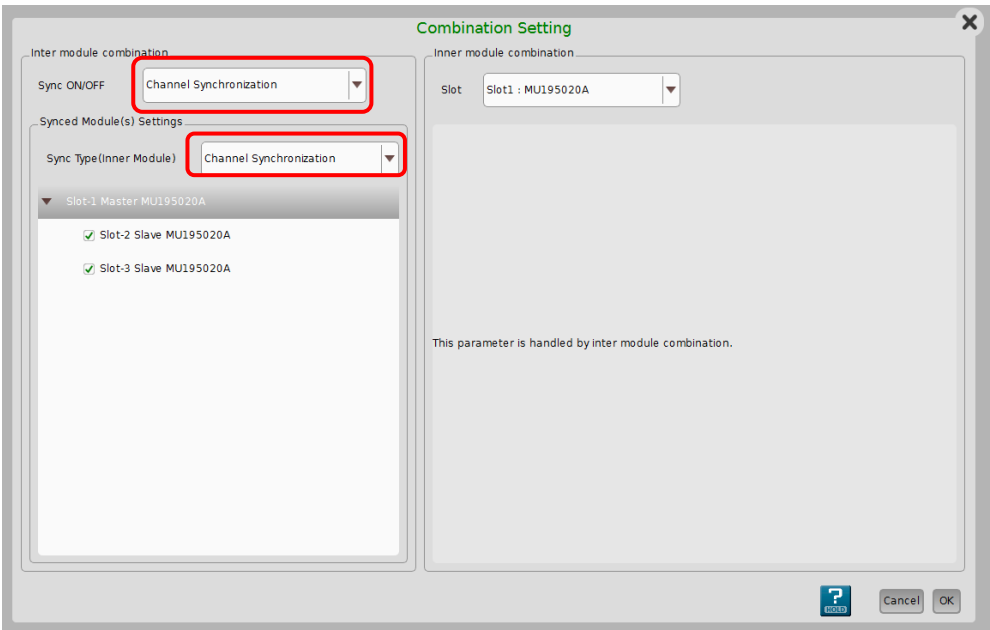 Combination Setting
Inter module combination
Sync ON/OFF
Channel Synchronization
Synced Module(s) Settings
Sync Type(Inner Module)
Channel Synchronization
Slot-1 Master MU195020A
Slot-2 Slave MU195020A
Slot-3 Slave MU195020A
Inner module combination
Slot
Slot1 : MU195020A
This parameter is handled by inter module combination.
?
HOLD
Cancel
OK